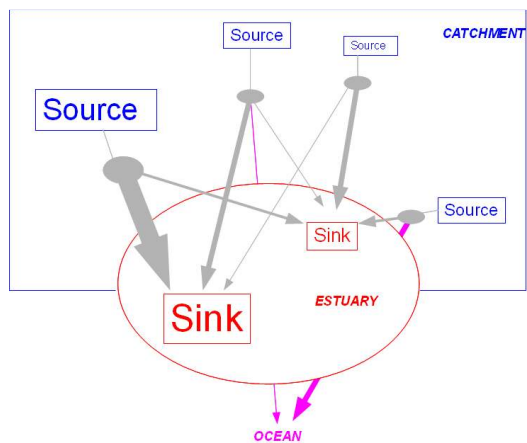 Source
Source
CATCHMENT
Source
Source
Sink
ESTUARY
Sink
OCEAN